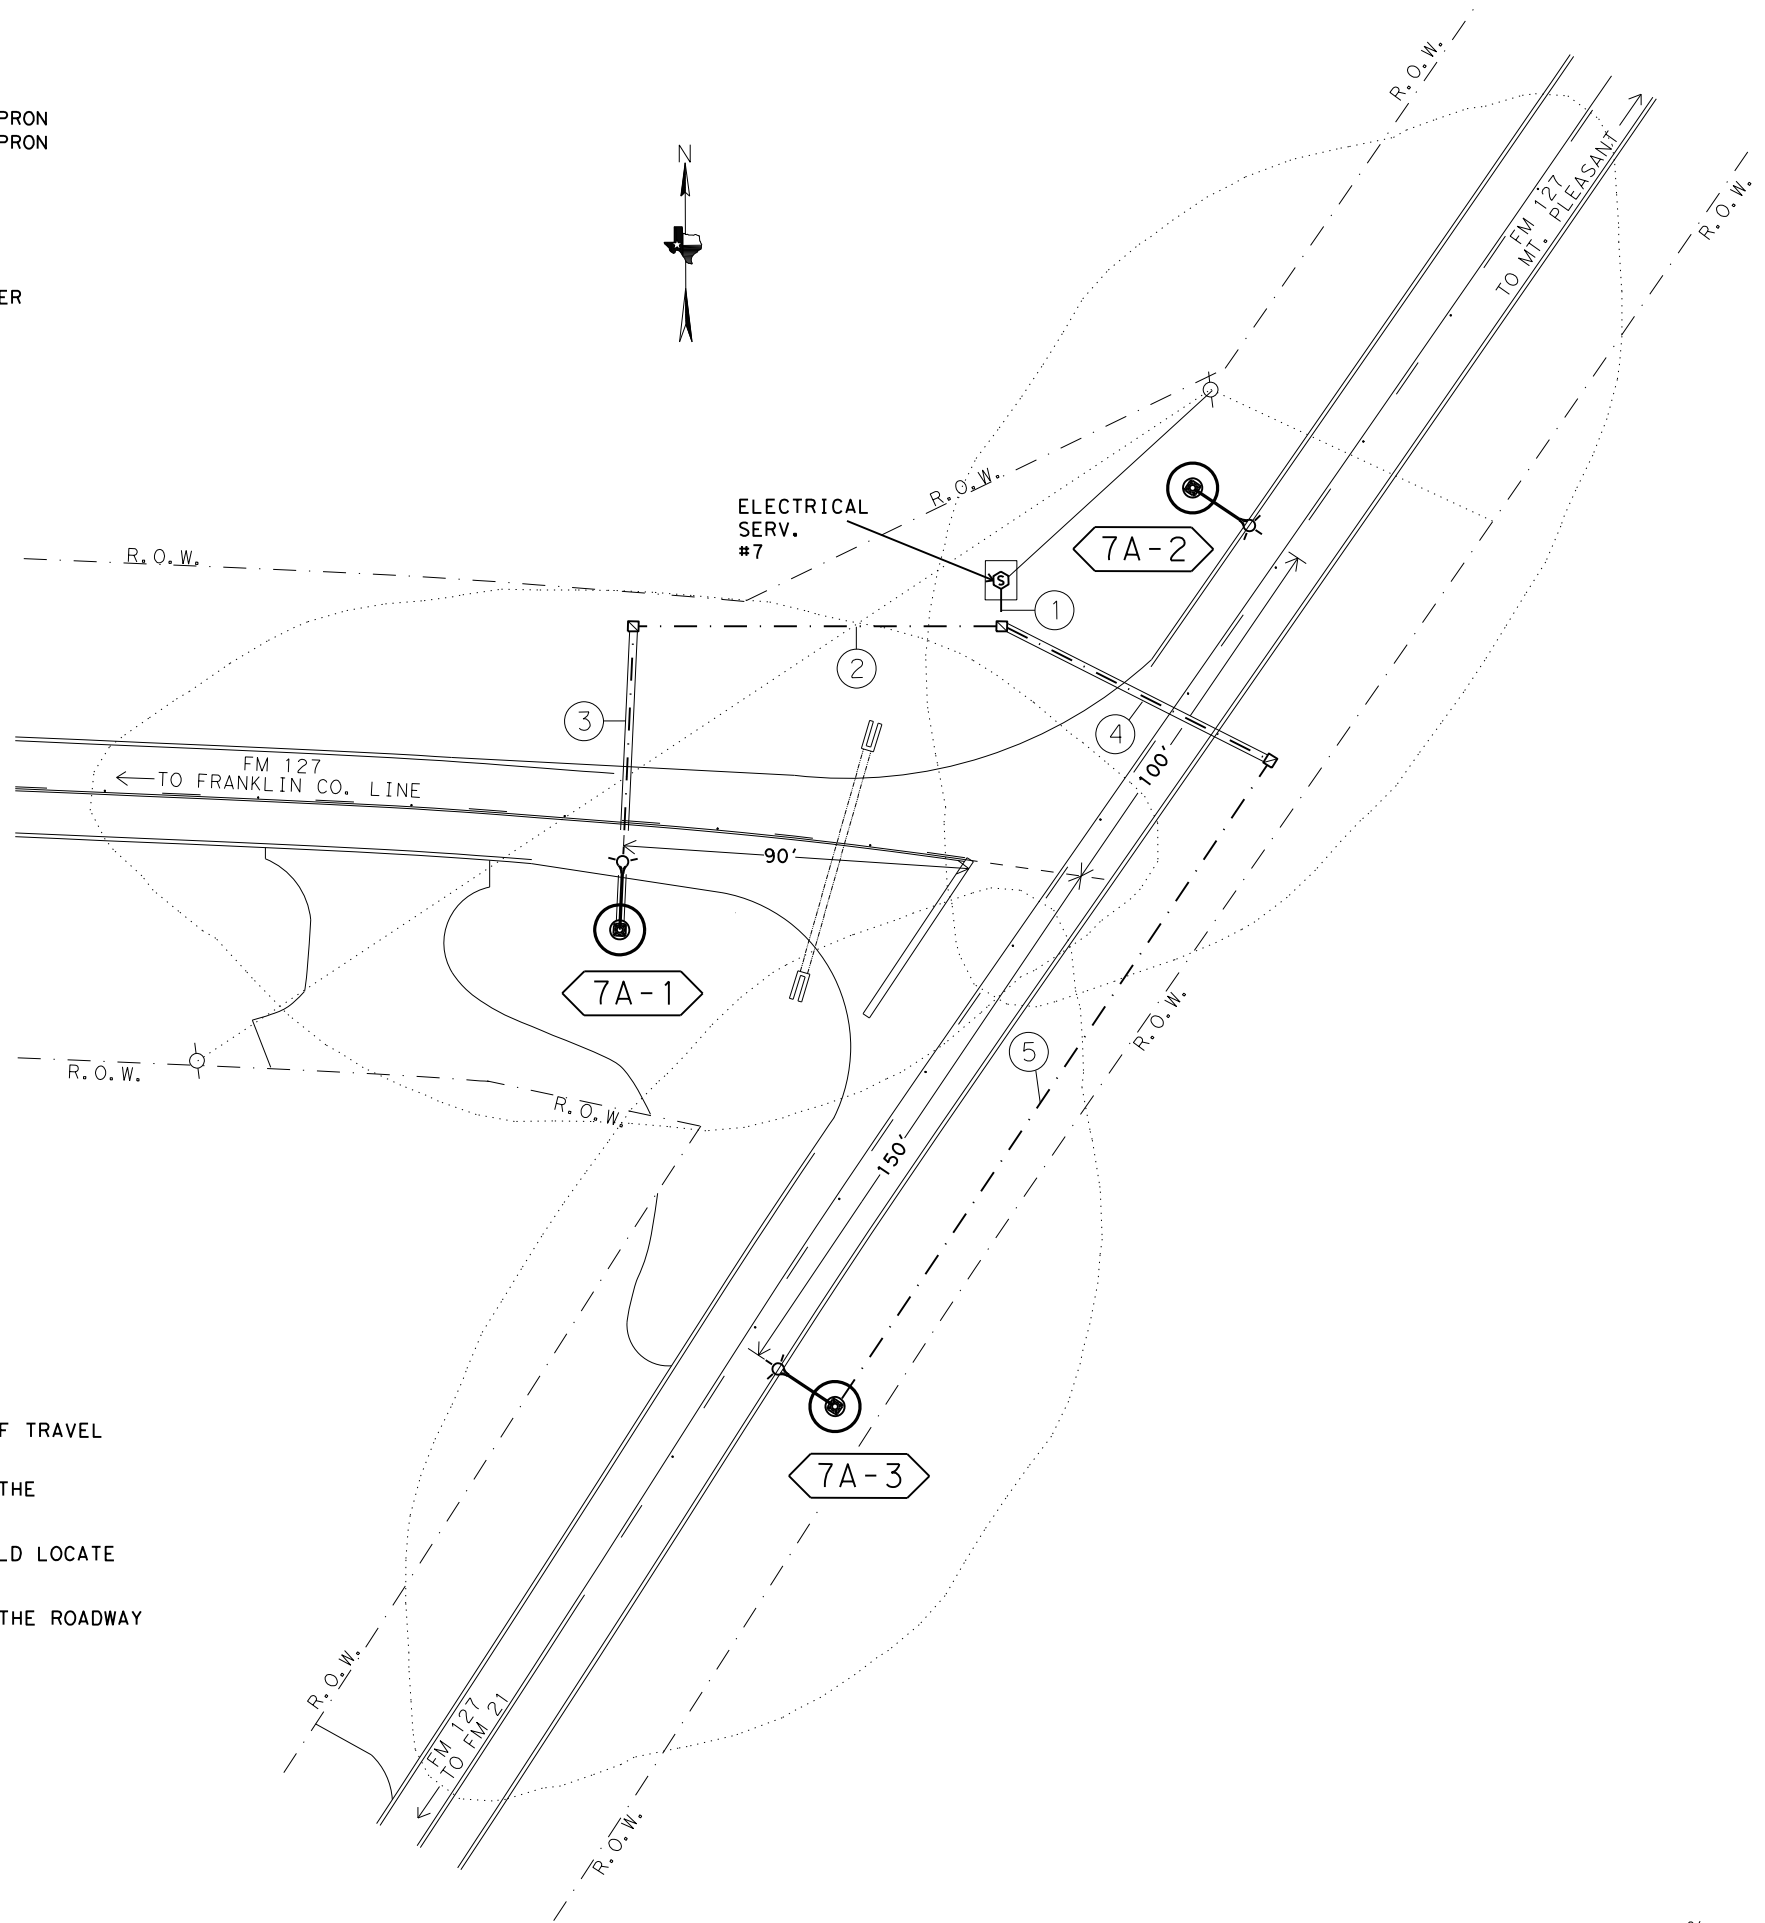 PRON
PRON
N
R.O.W.
R.O.W.
FM 127
TO MT. PLEASANT
ER
R.O.W.
ELECTRICAL
SERV.
#7
S
7A-2
R.O.W.
1
2
3
4
100'
FM 127
TO FRANKLIN CO. LINE
90'
7A-1
R.O.W.
5
R.O.W.
R.O.W.
150'
F TRAVEL
THE
7A-3
LD LOCATE
THE ROADWAY
R.O.W.
FM 127
TO FM 21
R.O.W.